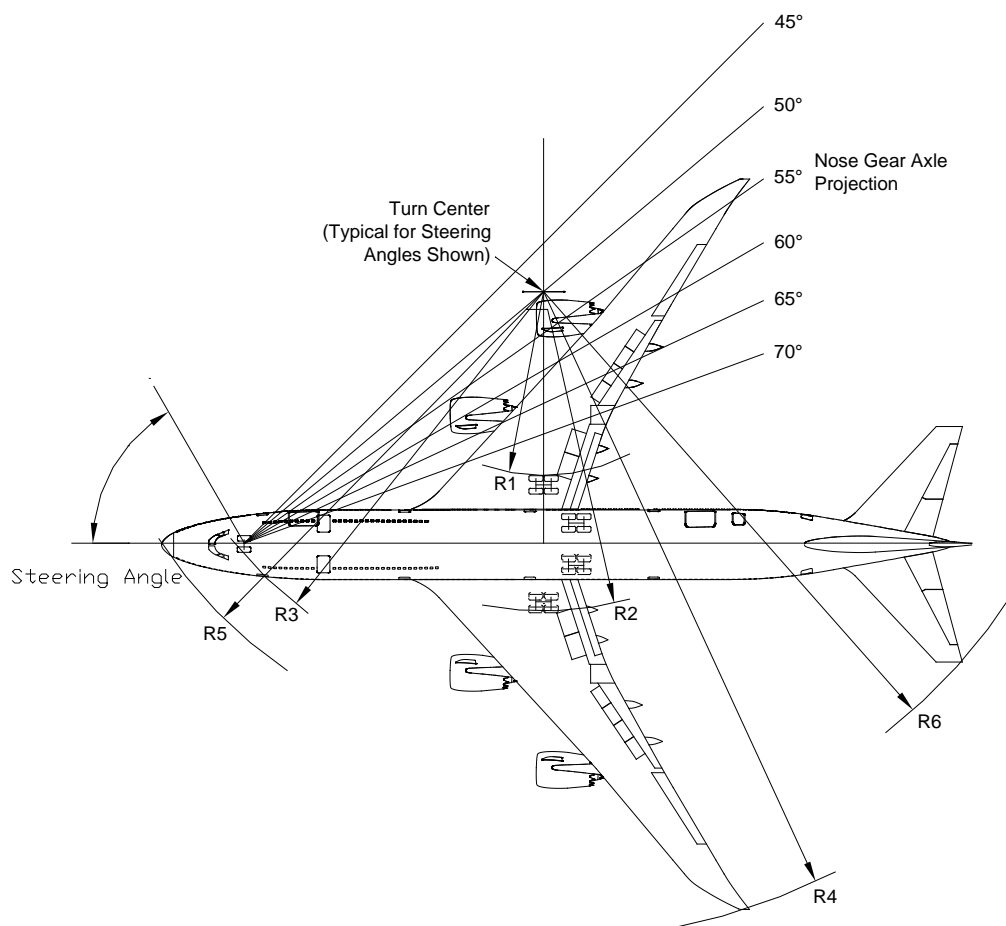 45°
50°
55°
Nose Gear Axle
Projection
Turn Center
(Typical for Steering
Angles Shown)
60°
65°
70°
R1
Steering Angle
R3
R5
R2
R6
R4